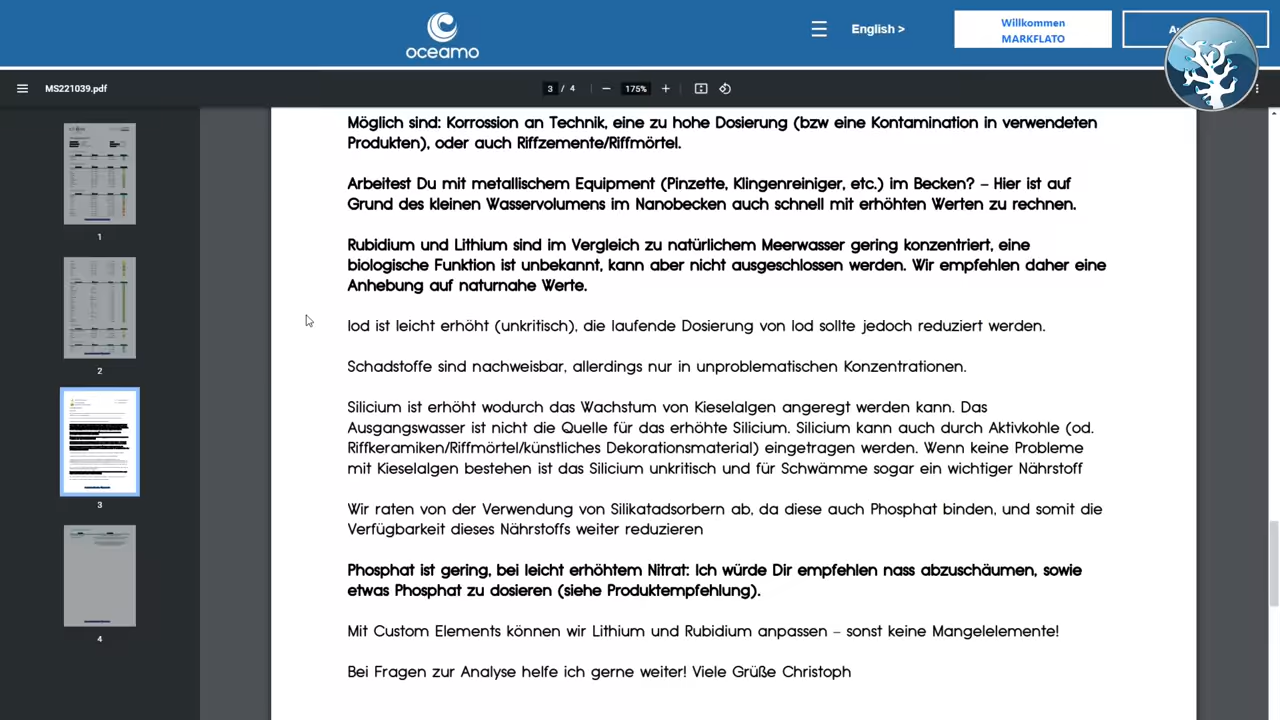 oceamo
English >
Willkommen
MARKFLATO
MS221039.pdf
3 / 4
175%
Möglich sind: Korrossion an Technik, eine zu hohe Dosierung (bzw eine Kontamination in verwendeten
Produkten), oder auch Riffzemente/Riffmörtel.
Arbeitest Du mit metallischem Equipment (Pinzette, Klingenreiniger, etc.) im Becken? – Hier ist auf
Grund des kleinen Wasservolumens im Nanobecken auch schnell mit erhöhten Werten zu rechnen.
Rubidium und Lithium sind im Vergleich zu natürlichem Meerwasser gering konzentriert, eine
biologische Funktion ist unbekannt, kann aber nicht ausgeschlossen werden. Wir empfehlen daher eine
Anhebung auf naturnahe Werte.
Iod ist leicht erhöht (unkritisch), die laufende Dosierung von Iod sollte jedoch reduziert werden.
Schadstoffe sind nachweisbar, allerdings nur in unproblematischen Konzentrationen.
Silicium ist erhöht wodurch das Wachstum von Kieselalgen angeregt werden kann. Das
Ausgangswasser ist nicht die Quelle für das erhöhte Silicium. Silicium kann auch durch Aktivkohle (od.
Riffkeramiken/Riffmörtel/künstliches Dekorationsmaterial) eingetragen werden. Wenn keine Probleme
mit Kieselalgen bestehen ist das Silicium unkritisch und für Schwämme sogar ein wichtiger Nährstoff
Wir raten von der Verwendung von Silikatadsorbern ab, da diese auch Phosphat binden, und somit die
Verfügbarkeit dieses Nährstoffs weiter reduzieren
Phosphat ist gering, bei leicht erhöhtem Nitrat: Ich würde Dir empfehlen nass abzuschäumen, sowie
etwas Phosphat zu dosieren (siehe Produktempfehlung).
Mit Custom Elements können wir Lithium und Rubidium anpassen – sonst keine Mangelelemente!
Bei Fragen zur Analyse helfe ich gerne weiter! Viele Grüße Christoph
1
2
3
4